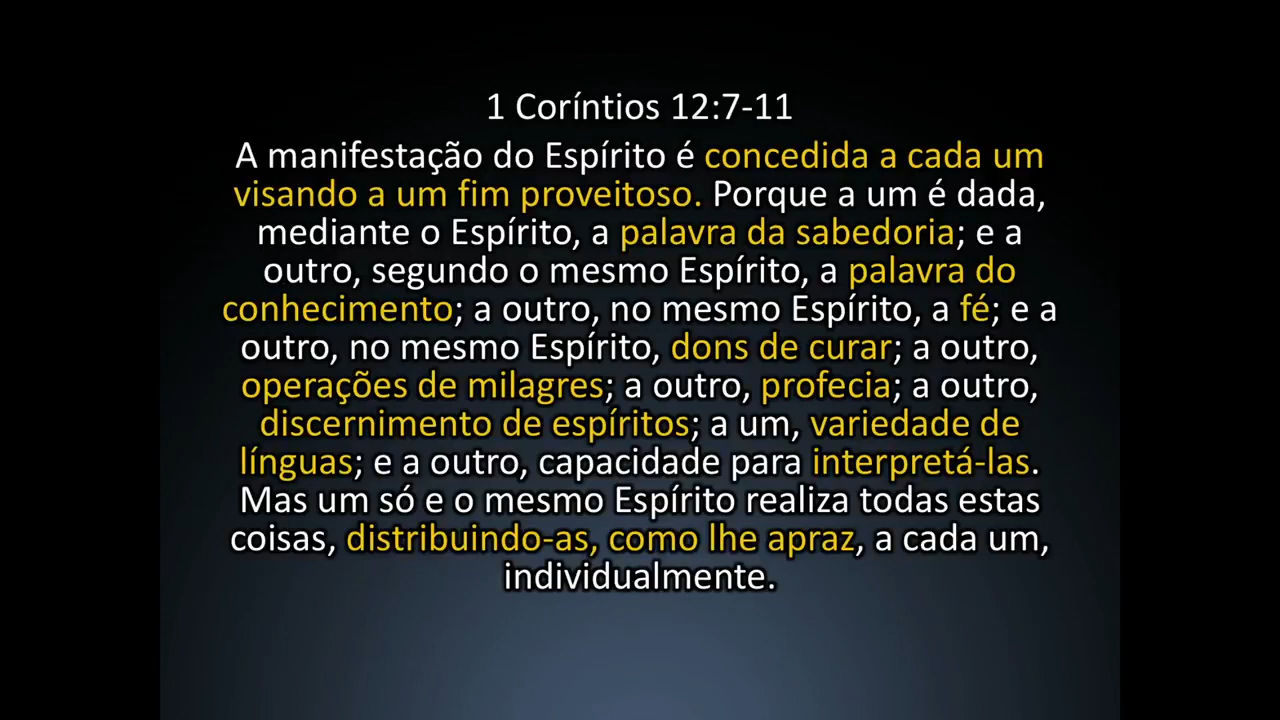 1 Coríntios 12:7-11
A manifestação do Espírito é concedida a cada um
visando a um fim proveitoso. Porque a um é dada,
mediante o Espírito, a palavra da sabedoria; e a
outro, segundo o mesmo Espírito, a palavra do
conhecimento; a outro, no mesmo Espírito, a fé; e a
outro, no mesmo Espírito, dons de curar; a outro,
operações de milagres; a outro, profecia; a outro,
discernimento de espíritos; a um, variedade de
línguas; e a outro, capacidade para interpretá-las.
Mas um só e o mesmo Espírito realiza todas estas
coisas, distribuindo-as, como lhe apraz, a cada um,
individualmente.